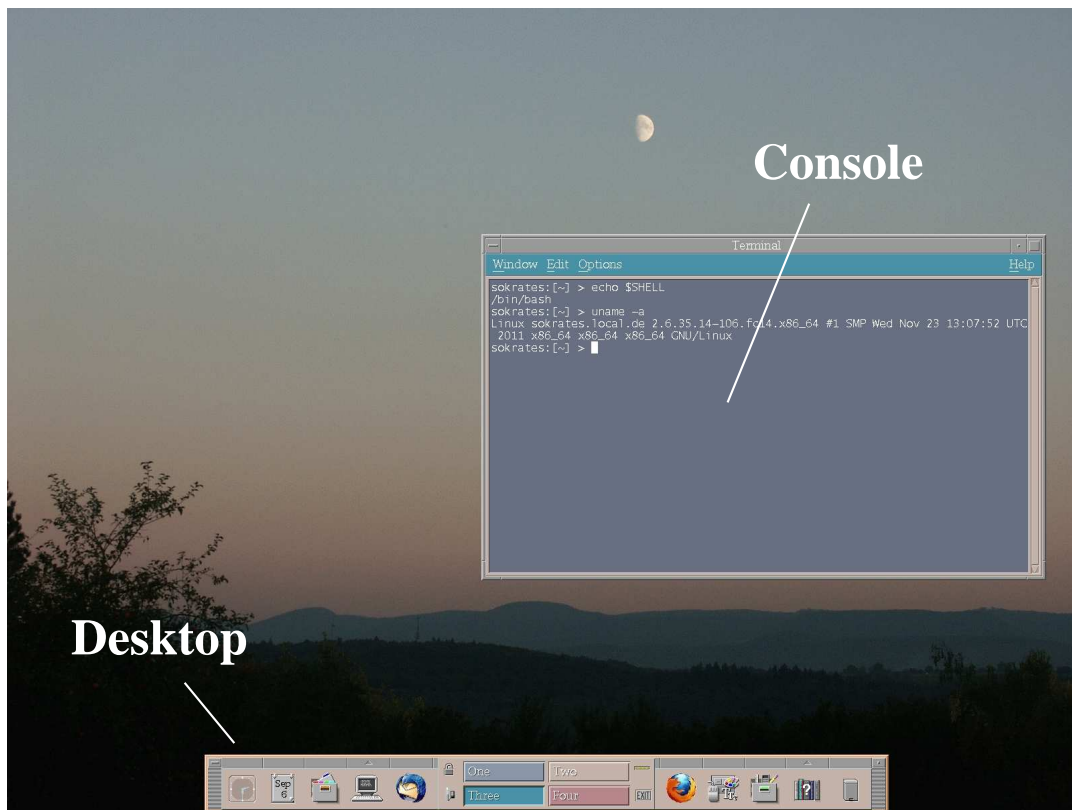 Console
Terminal
Window Edit Options Help
sokrates:[~] > echo $SHELL
/bin/bash
sokrates:[~] > uname -a
Linux sokrates.local.de 2.6.35.14-106.fc14.x86_64 #1 SMP Wed Nov 23 13:07:52 UTC
2011 x86_64 x86_64 x86_64 GNU/Linux
sokrates:[~] >
Desktop
Sep
6
One Two
Three Four EXIT
?